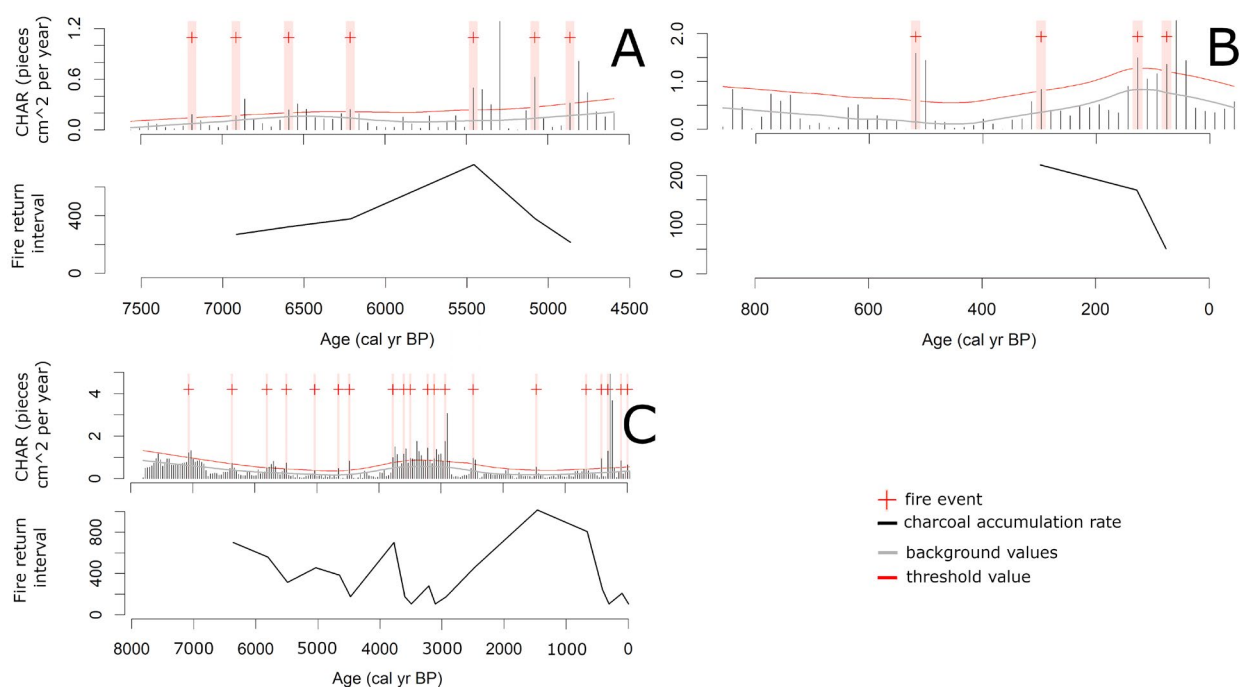 A
CHAR (pieces
cm^2 per year)
0.0 0.6 1.2
Fire return
interval
0 400
7500 7000 6500 6000 5500 5000 4500
Age (cal yr BP)
B
0.0 1.0 2.0
0 100 200
800 600 400 200 0
Age (cal yr BP)
C
CHAR (pieces
cm^2 per year)
0 2 4
Fire return
interval
0 400 800
8000 7000 6000 5000 4000 3000 2000 1000 0
Age (cal yr BP)
fire event
charcoal accumulation rate
background values
threshold value